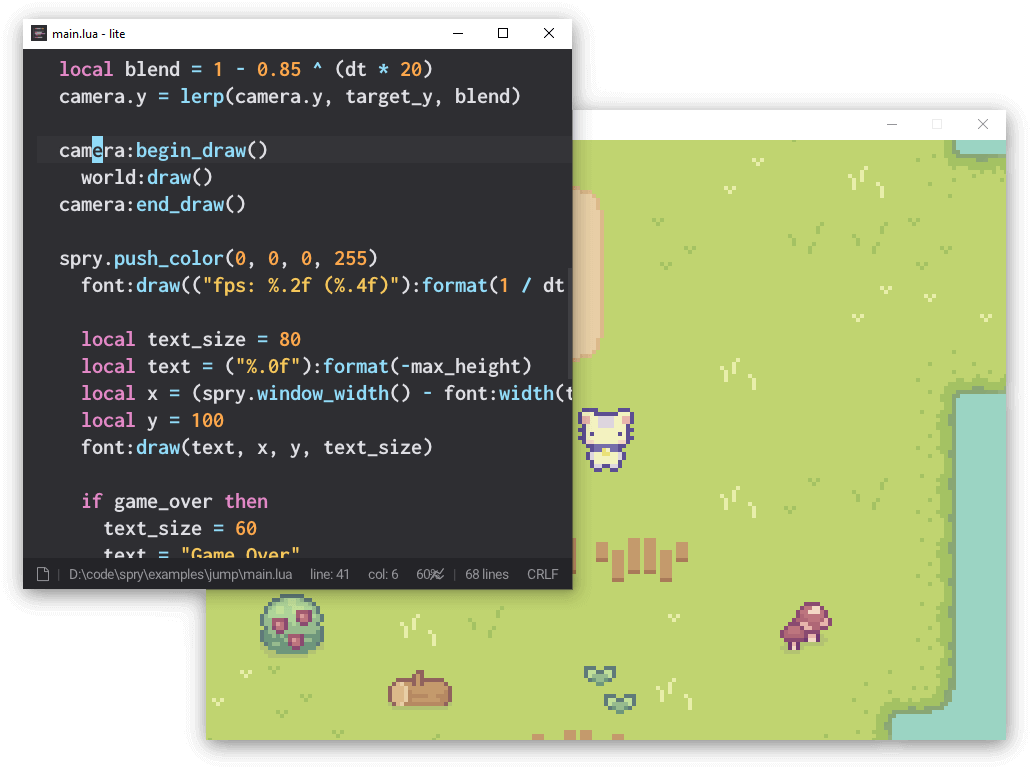 main.lua - lite
local blend = 1 - 0.85 ^ (dt * 20)
camera.y = lerp(camera.y, target_y, blend)
camera:begin_draw()
world:draw()
camera:end_draw()
spry.push_color(0, 0, 0, 255)
font:draw(("fps: %.2f (%.4f)"):format(1 / dt
local text_size = 80
local text = ("%.0f"):format(-max_height)
local x = (spry.window_width() - font:width(t
local y = 100
font:draw(text, x, y, text_size)
if game_over then
text_size = 60
text = "Game Over"
D:\code\spry\examples\jump\main.lua line: 41 col: 6 60% 68 lines CRLF